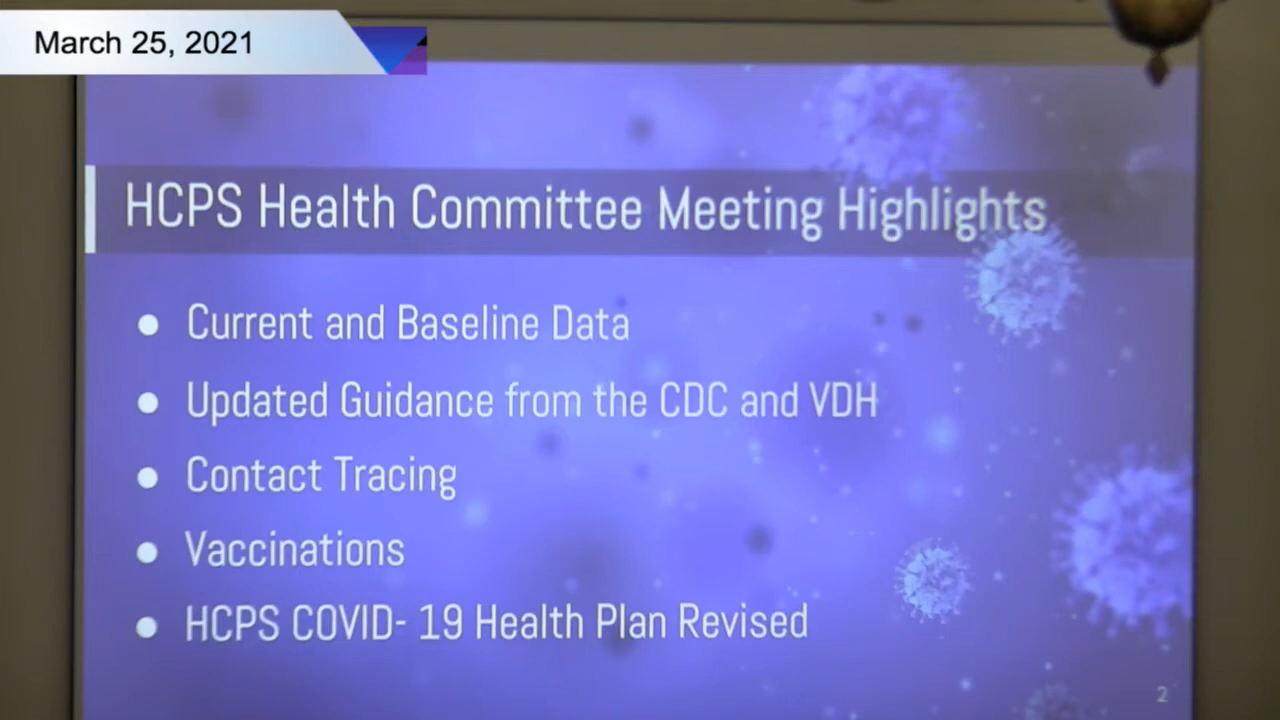 March 25, 2021
HCPS Health Committee Meeting Highlights
● Current and Baseline Data
● Updated Guidance from the CDC and VDH
● Contact Tracing
● Vaccinations
● HCPS COVID- 19 Health Plan Revised
2